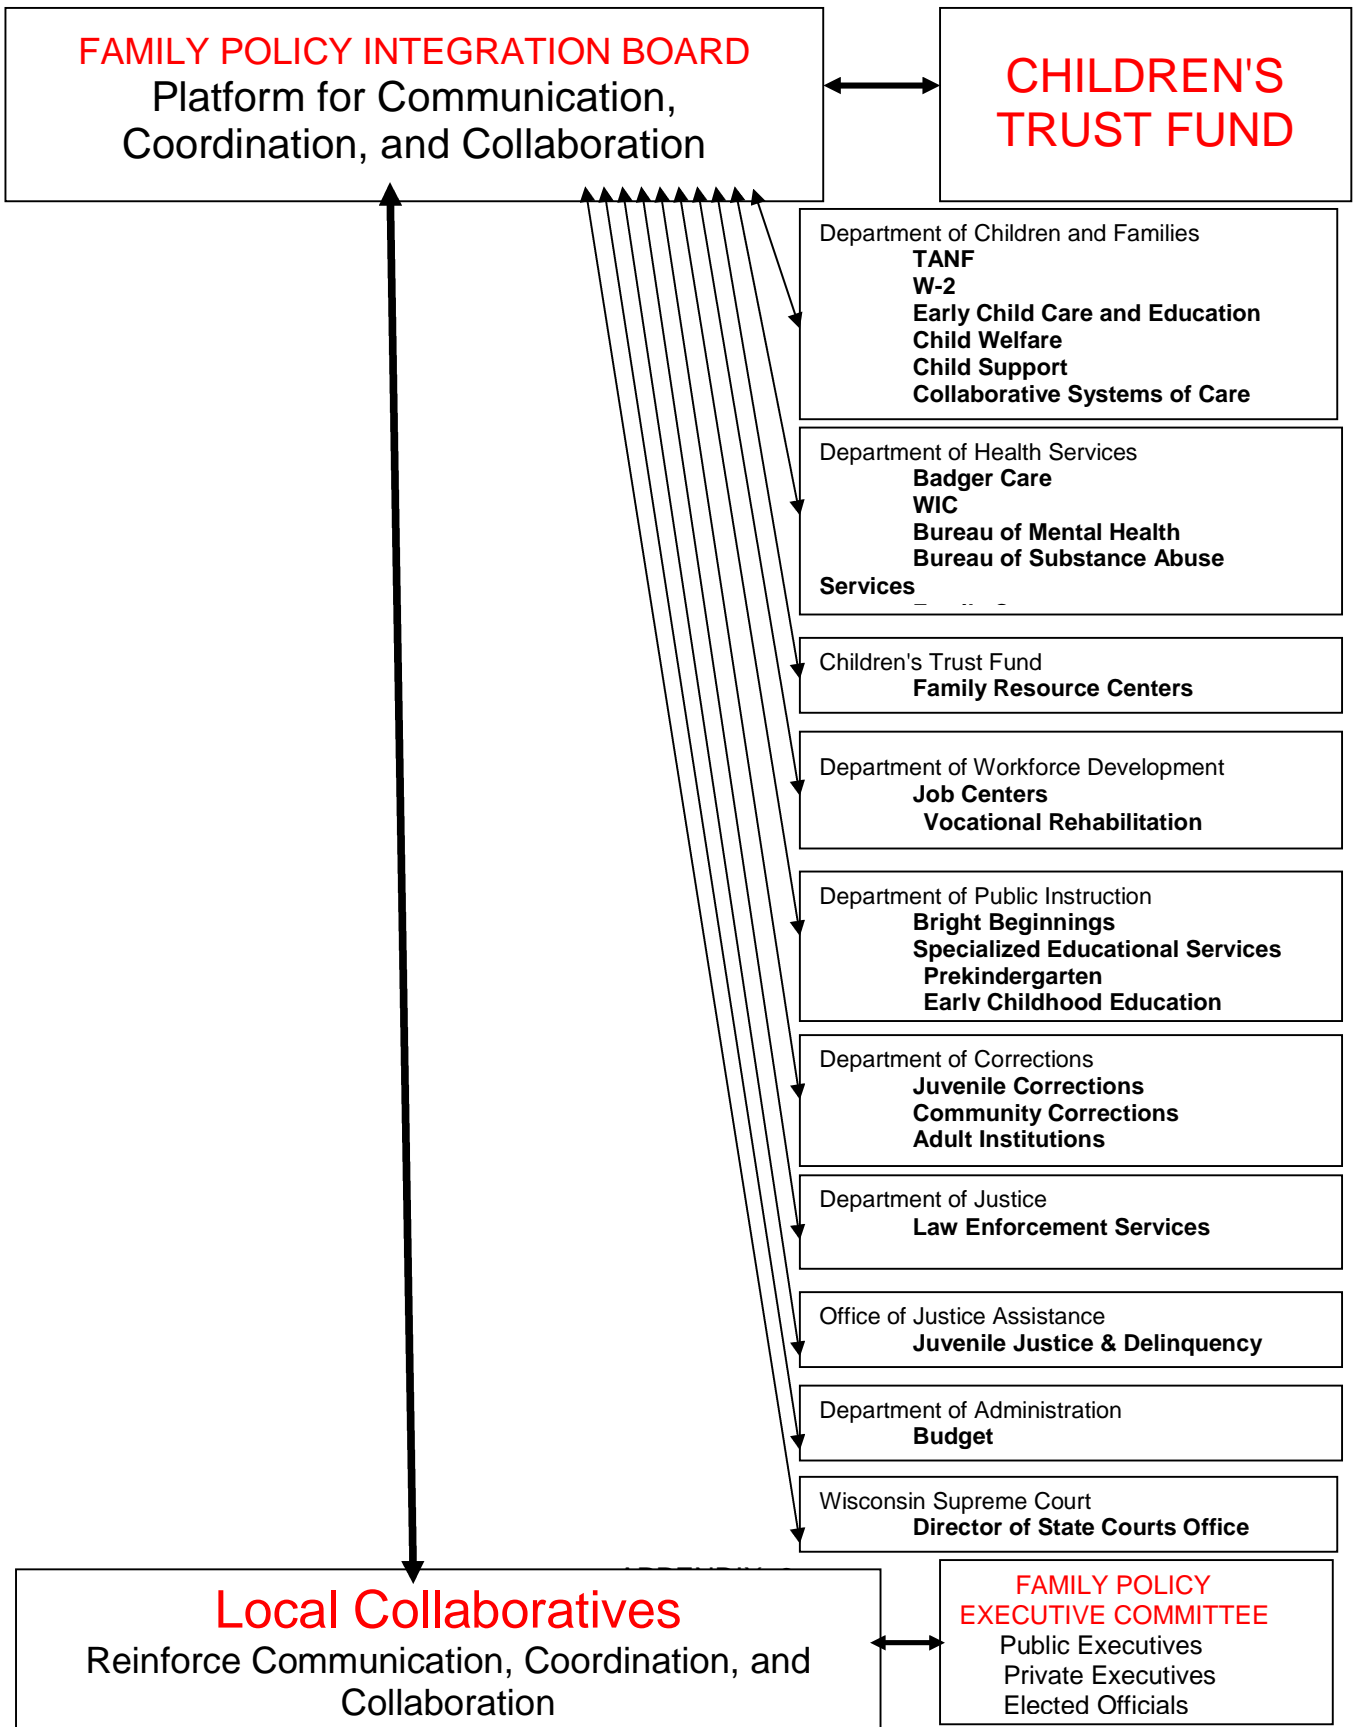 FAMILY POLICY INTEGRATION BOARD
Platform for Communication,
Coordination, and Collaboration
CHILDREN'S
TRUST FUND
Department of Children and Families
TANF
W-2
Early Child Care and Education
Child Welfare
Child Support
Collaborative Systems of Care
Department of Health Services
Badger Care
WIC
Bureau of Mental Health
Bureau of Substance Abuse
Services
Children's Trust Fund
Family Resource Centers
Department of Workforce Development
Job Centers
Vocational Rehabilitation
Department of Public Instruction
Bright Beginnings
Specialized Educational Services
Prekindergarten
Early Childhood Education
Department of Corrections
Juvenile Corrections
Community Corrections
Adult Institutions
Department of Justice
Law Enforcement Services
Office of Justice Assistance
Juvenile Justice & Delinquency
Department of Administration
Budget
Wisconsin Supreme Court
Director of State Courts Office
Local Collaboratives
Reinforce Communication, Coordination, and
Collaboration
FAMILY POLICY
EXECUTIVE COMMITTEE
Public Executives
Private Executives
Elected Officials